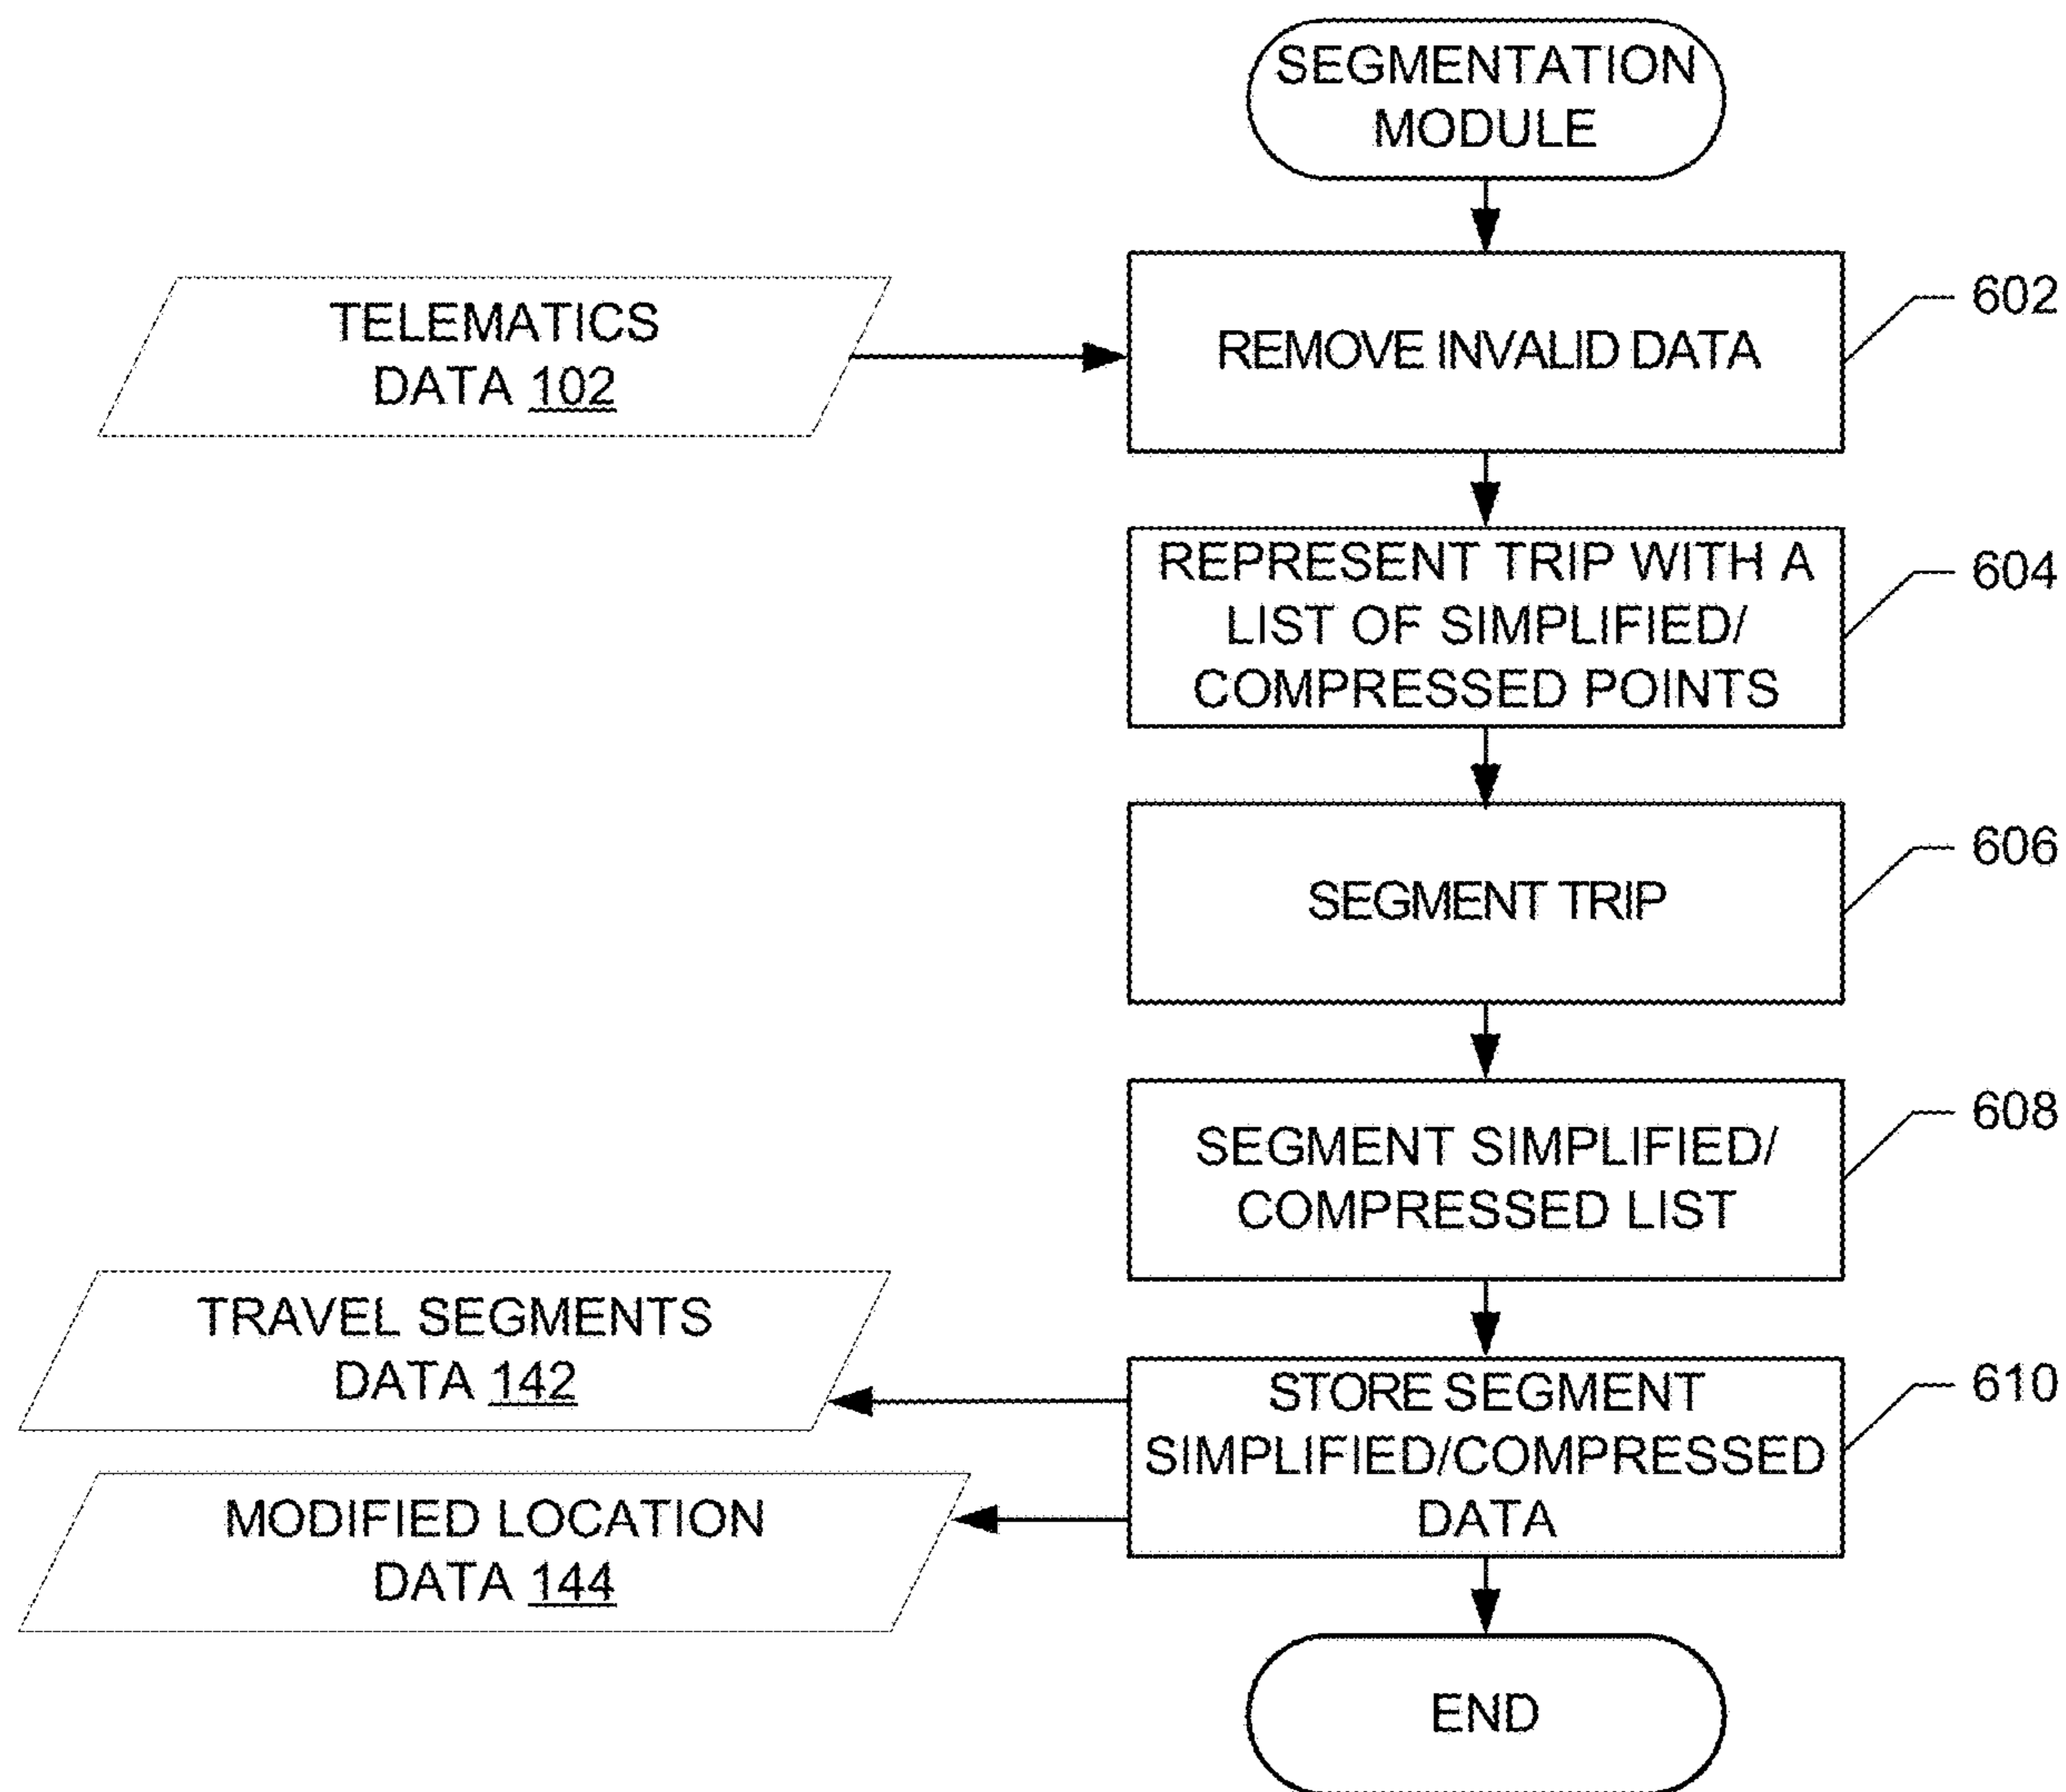 SEGMENTATION
MODULE
TELEMATICS
DATA 102
REMOVE INVALID DATA
602
REPRESENT TRIP WITH A
LIST OF SIMPLIFIED/
COMPRESSED POINTS
604
SEGMENT TRIP
606
SEGMENT SIMPLIFIED/
COMPRESSED LIST
608
TRAVEL SEGMENTS
DATA 142
STORE SEGMENT
SIMPLIFIED/COMPRESSED
DATA
610
MODIFIED LOCATION
DATA 144
END